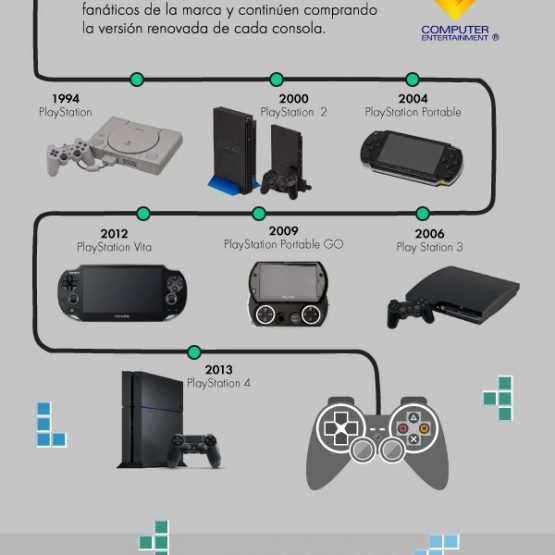 fanáticos de la marca y continúen comprando
la versión renovada de cada consola.
COMPUTER
ENTERTAINMENT ®
1994
PlayStation
2000
PlayStation 2
2004
PlayStation Portable
2012
PlayStation Vita
2009
PlayStation Portable GO
2006
Play Station 3
2013
PlayStation 4